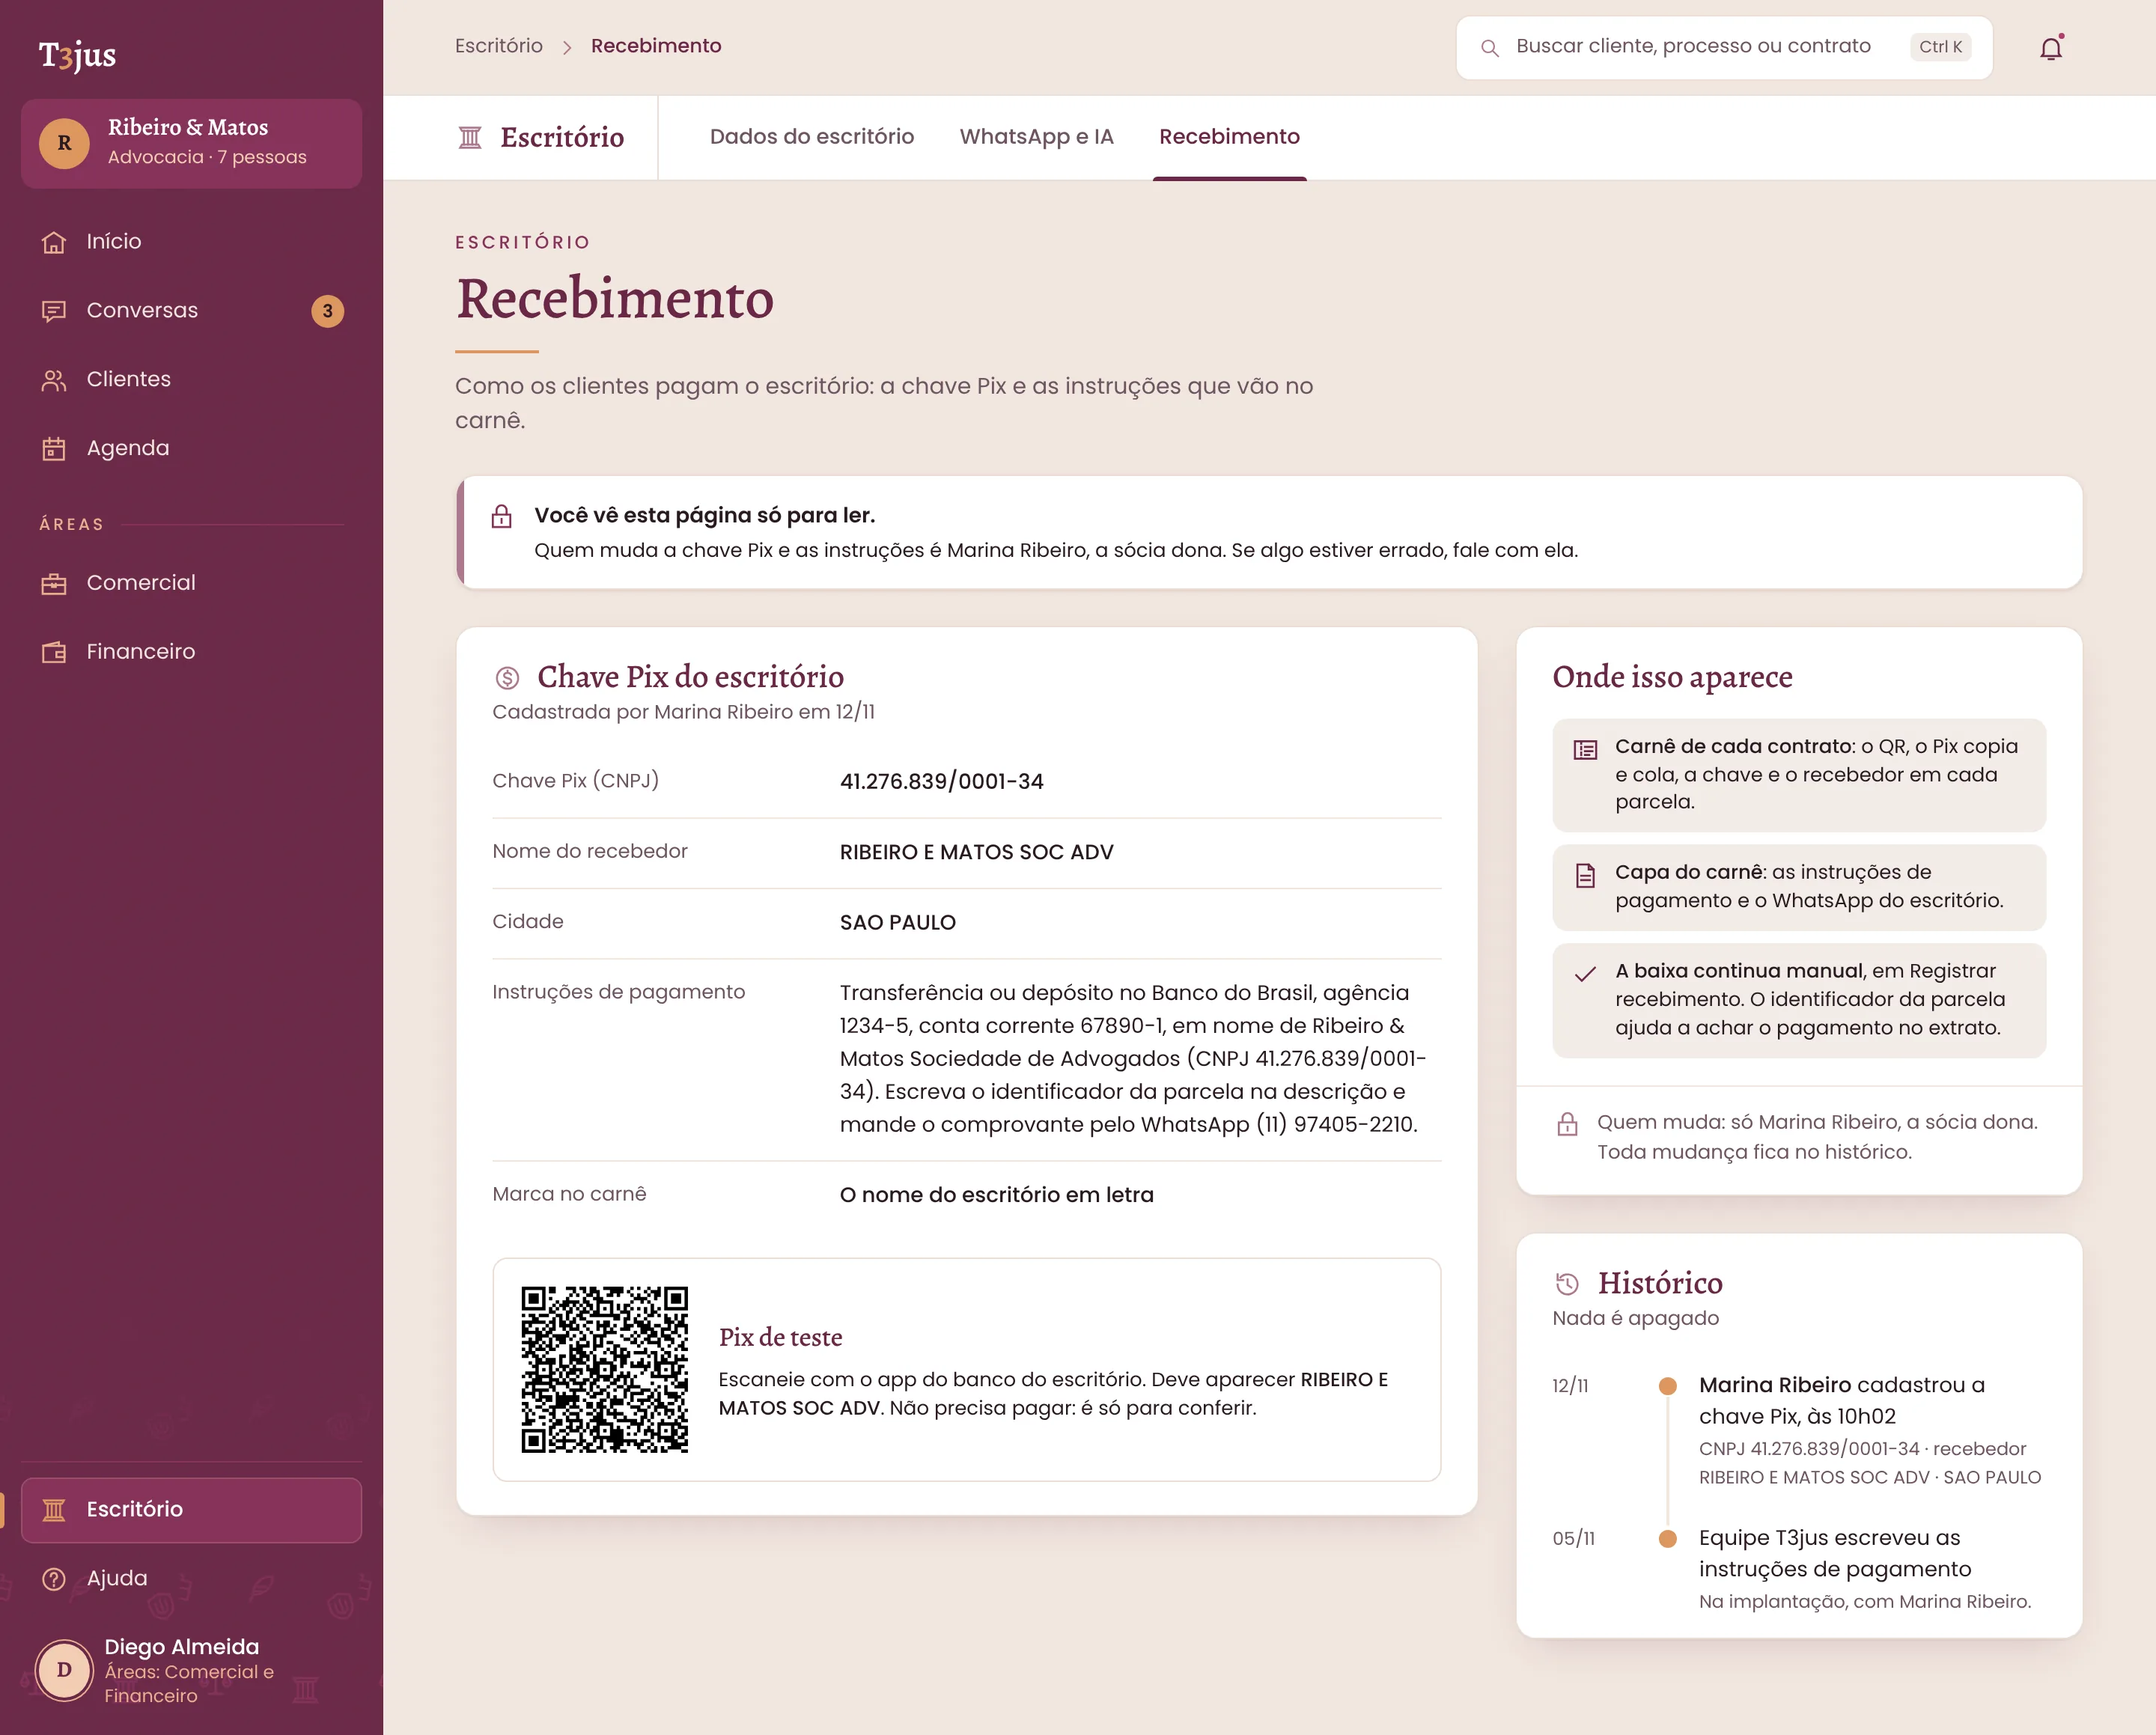 T3jus
R
Ribeiro & Matos
Advocacia · 7 pessoas
Início
Conversas
3
Clientes
Agenda
ÁREAS
Comercial
Financeiro
Escritório
Ajuda
D
Diego Almeida
Áreas: Comercial e
Financeiro
Escritório
Recebimento
Buscar cliente, processo ou contrato
Ctrl K
Escritório
Dados do escritório
WhatsApp e IA
Recebimento
ESCRITÓRIO
Recebimento
Como os clientes pagam o escritório: a chave Pix e as instruções que vão no
carnê.
Você vê esta página só para ler.
Quem muda a chave Pix e as instruções é Marina Ribeiro, a sócia dona. Se algo estiver errado, fale com ela.
Chave Pix do escritório
Cadastrada por Marina Ribeiro em 12/11
Chave Pix (CNPJ)
41.276.839/0001-34
Nome do recebedor
RIBEIRO E MATOS SOC ADV
Cidade
SAO PAULO
Instruções de pagamento
Transferência ou depósito no Banco do Brasil, agência
1234-5, conta corrente 67890-1, em nome de Ribeiro &
Matos Sociedade de Advogados (CNPJ 41.276.839/0001-
34). Escreva o identificador da parcela na descrição e
mande o comprovante pelo WhatsApp (11) 97405-2210.
Marca no carnê
O nome do escritório em letra
Pix de teste
Escaneie com o app do banco do escritório. Deve aparecer RIBEIRO E
MATOS SOC ADV. Não precisa pagar: é só para conferir.
Onde isso aparece
Carnê de cada contrato: o QR, o Pix copia
e cola, a chave e o recebedor em cada
parcela.
Capa do carnê: as instruções de
pagamento e o WhatsApp do escritório.
A baixa continua manual, em Registrar
recebimento. O identificador da parcela
ajuda a achar o pagamento no extrato.
Quem muda: só Marina Ribeiro, a sócia dona.
Toda mudança fica no histórico.
Histórico
Nada é apagado
12/11
Marina Ribeiro cadastrou a
chave Pix, às 10h02
CNPJ 41.276.839/0001-34 · recebedor
RIBEIRO E MATOS SOC ADV · SAO PAULO
05/11
Equipe T3jus escreveu as
instruções de pagamento
Na implantação, com Marina Ribeiro.